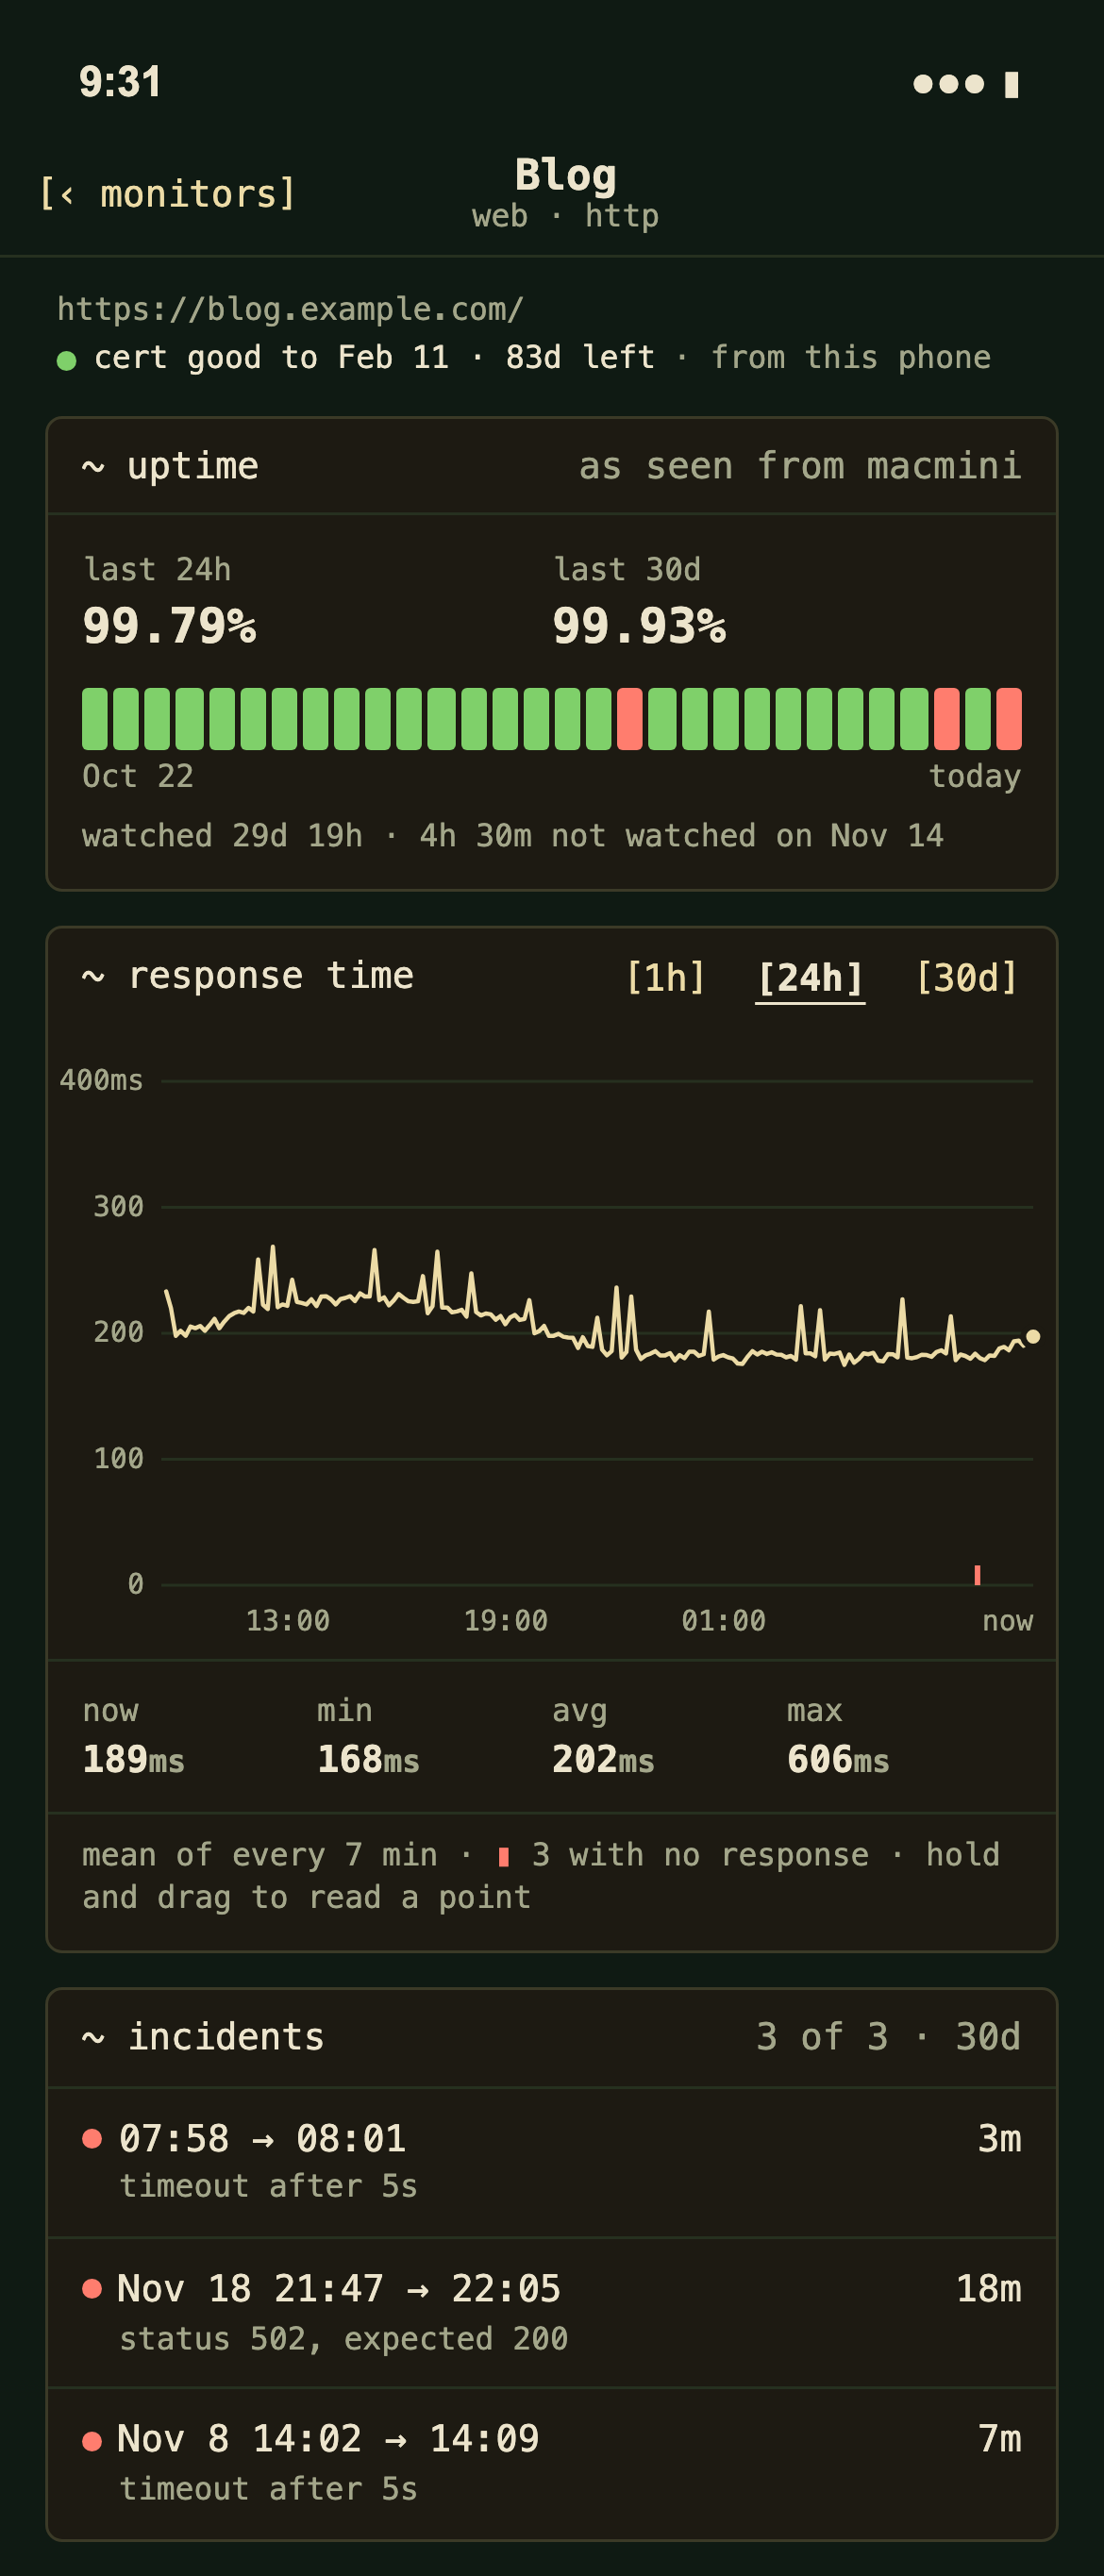 9:31
[‹ monitors]
Blog
web · http
https://blog.example.com/
cert good to Feb 11 · 83d left · from this phone
~ uptime as seen from macmini
last 24h last 30d
99.79% 99.93%
Oct 22 today
watched 29d 19h · 4h 30m not watched on Nov 14
~ response time [1h] [24h] [30d]
400ms
300
200
100
0
13:00 19:00 01:00 now
now min avg max
189ms 168ms 202ms 606ms
mean of every 7 min · ▮ 3 with no response · hold
and drag to read a point
~ incidents 3 of 3 · 30d
07:58 → 08:01 3m
timeout after 5s
Nov 18 21:47 → 22:05 18m
status 502, expected 200
Nov 8 14:02 → 14:09 7m
timeout after 5s